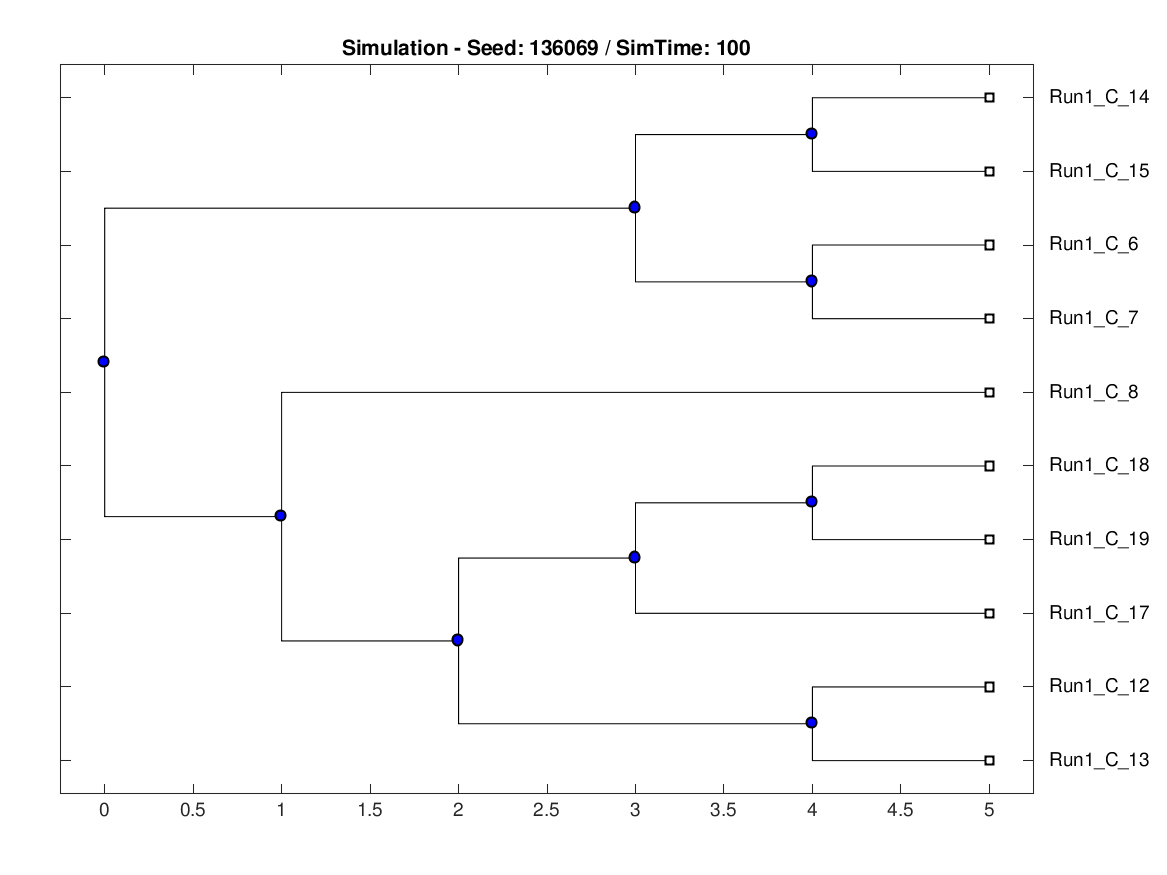 Simulation - Seed: 136069 / SimTime: 100
Run1_C_14
Run1_C_15
Run1_C_6
Run1_C_7
Run1_C_8
Run1_C_18
Run1_C_19
Run1_C_17
Run1_C_12
Run1_C_13
0 0.5 1 1.5 2 2.5 3 3.5 4 4.5 5